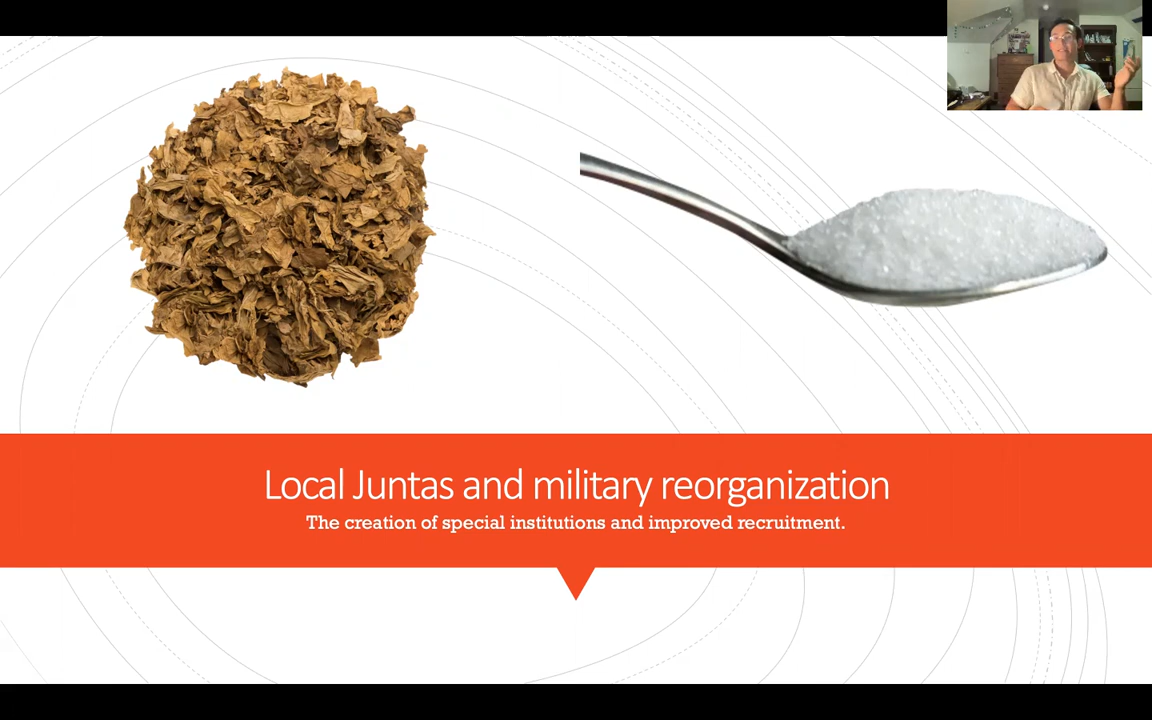 Local Juntas and military reorganization
The creation of special institutions and improved recruitment.